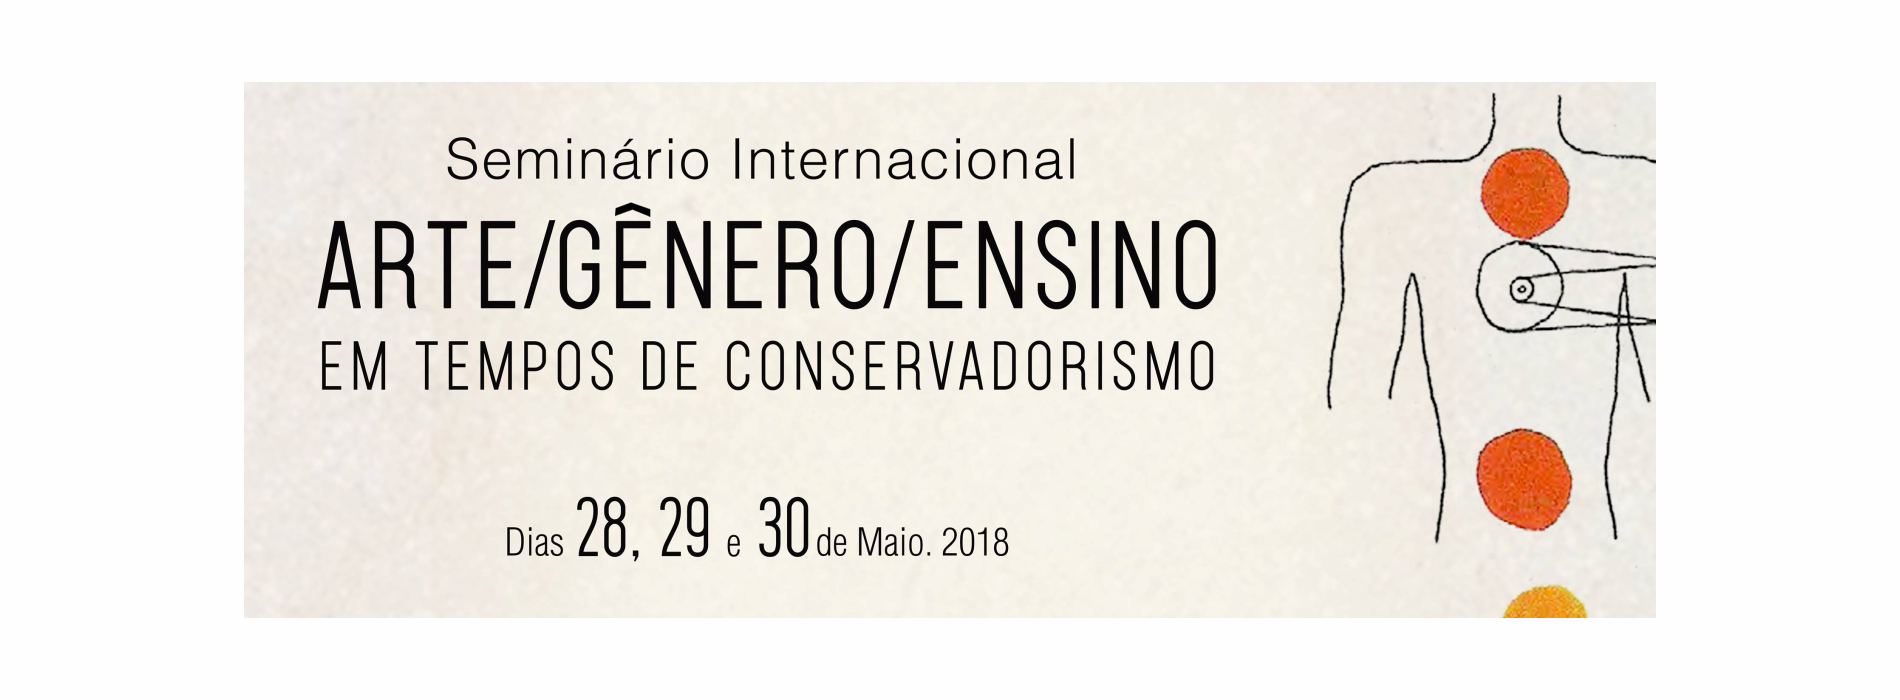 Seminário Internacional
ARTE/GÊNERO/ENSINO
EM TEMPOS DE CONSERVADORISMO
Dias 28, 29 e 30 de Maio. 2018